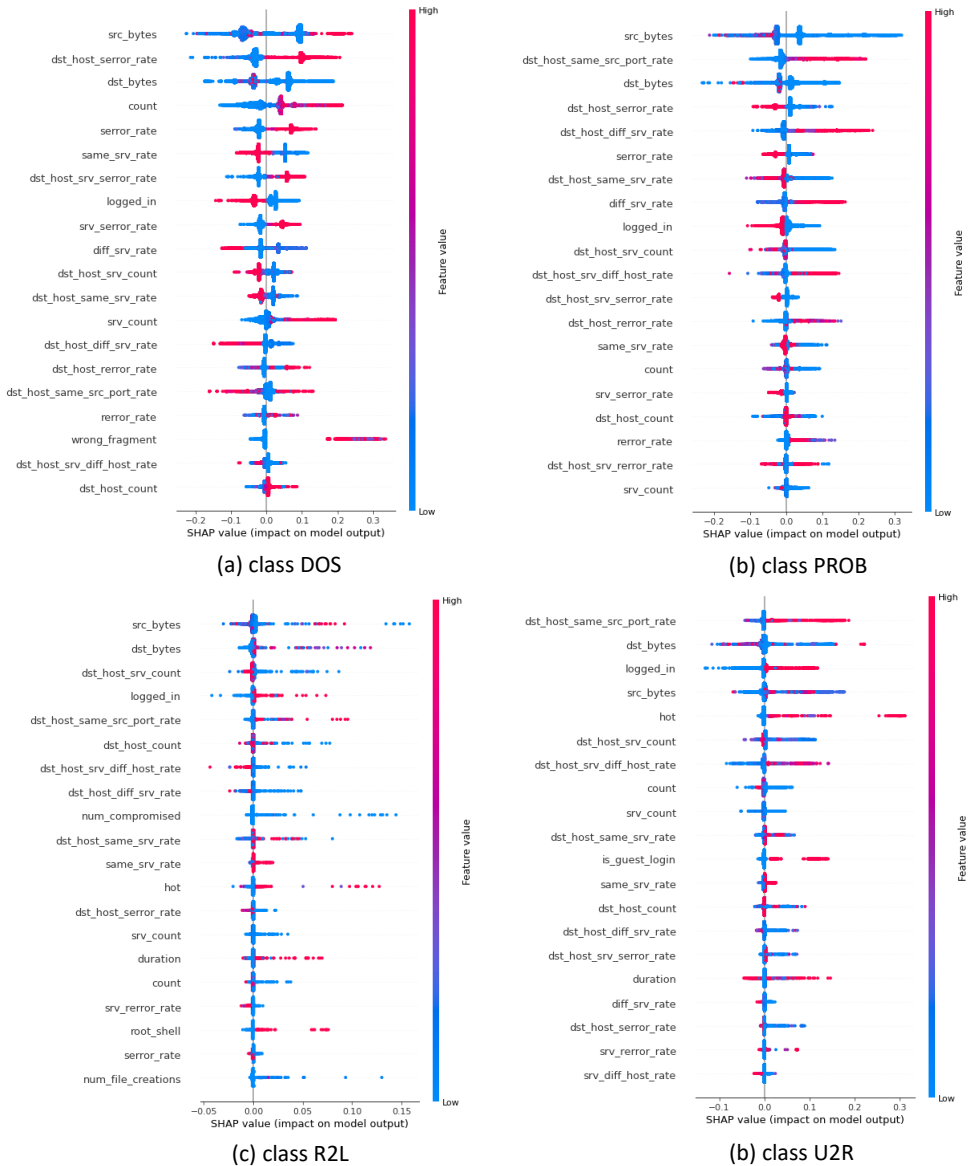 High
src_bytes
dst_host_serror_rate
dst_bytes
count
serror_rate
same_srv_rate
dst_host_srv_serror_rate
logged_in
srv_serror_rate
diff_srv_rate
dst_host_srv_count
dst_host_same_srv_rate
srv_count
dst_host_diff_srv_rate
dst_host_rerror_rate
dst_host_same_src_port_rate
rerror_rate
wrong_fragment
dst_host_srv_diff_host_rate
dst_host_count
Feature value
Low
−0.2 −0.1 0.0 0.1 0.2 0.3
SHAP value (impact on model output)
(a) class DOS
High
src_bytes
dst_host_same_src_port_rate
dst_bytes
dst_host_serror_rate
dst_host_diff_srv_rate
serror_rate
dst_host_same_srv_rate
diff_srv_rate
logged_in
dst_host_srv_count
dst_host_srv_diff_host_rate
dst_host_srv_serror_rate
dst_host_rerror_rate
same_srv_rate
count
srv_serror_rate
dst_host_count
rerror_rate
dst_host_srv_rerror_rate
srv_count
Feature value
Low
−0.2 −0.1 0.0 0.1 0.2 0.3
SHAP value (impact on model output)
(b) class PROB
High
src_bytes
dst_bytes
dst_host_srv_count
logged_in
dst_host_same_src_port_rate
dst_host_count
dst_host_srv_diff_host_rate
dst_host_diff_srv_rate
num_compromised
dst_host_same_srv_rate
same_srv_rate
hot
dst_host_serror_rate
srv_count
duration
count
srv_rerror_rate
root_shell
serror_rate
num_file_creations
Feature value
Low
−0.05 0.00 0.05 0.10 0.15
SHAP value (impact on model output)
(c) class R2L
High
dst_host_same_src_port_rate
dst_bytes
logged_in
src_bytes
hot
dst_host_srv_count
dst_host_srv_diff_host_rate
count
srv_count
dst_host_same_srv_rate
is_guest_login
same_srv_rate
dst_host_count
dst_host_diff_srv_rate
dst_host_srv_serror_rate
duration
diff_srv_rate
dst_host_serror_rate
srv_rerror_rate
srv_diff_host_rate
Feature value
Low
−0.1 0.0 0.1 0.2 0.3
SHAP value (impact on model output)
(b) class U2R